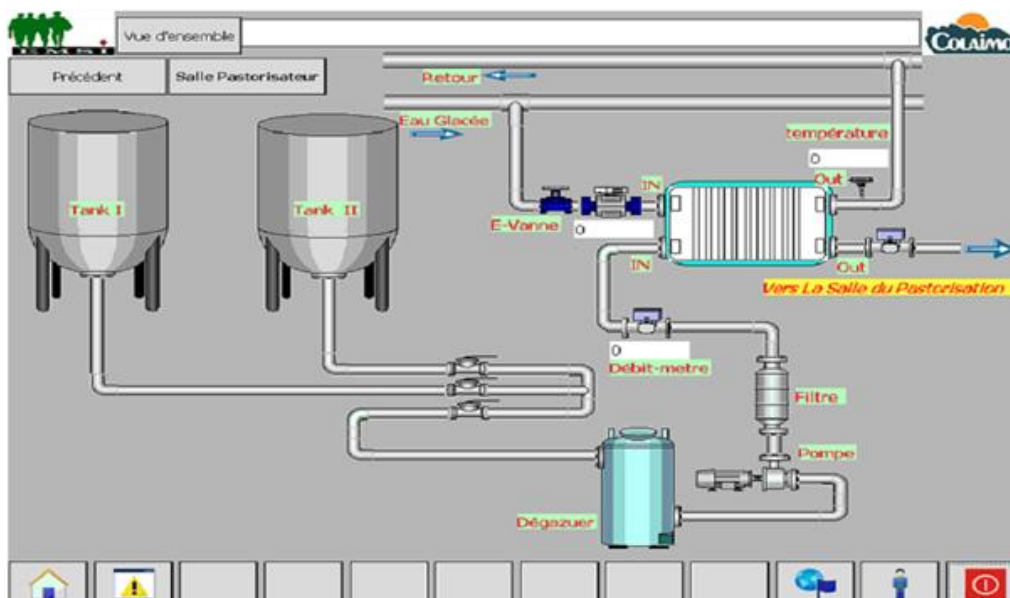 EMSI
Vue d'ensemble
COLAIMO
Précédent
Salle Pastorisateur
Retour
Eau Glacée
température
0
Tank I
Tank II
IN
Out
E-Vanne
0
IN
Out
Vers La Salle du Pastorisation
0
Débit-metre
Filtre
Pompe
Dégazuer